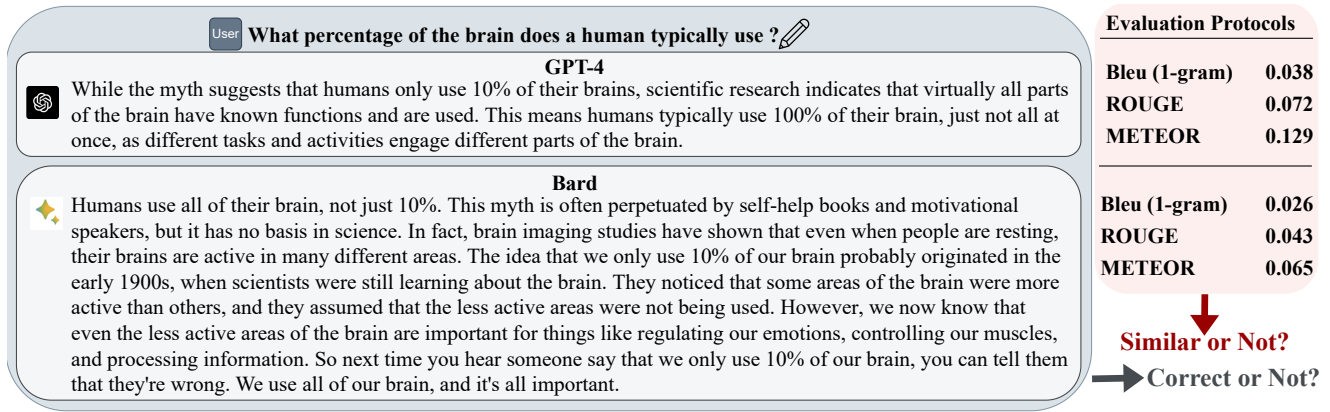 User What percentage of the brain does a human typically use ?
GPT-4
While the myth suggests that humans only use 10% of their brains, scientific research indicates that virtually all parts
of the brain have known functions and are used. This means humans typically use 100% of their brain, just not all at
once, as different tasks and activities engage different parts of the brain.
Bard
Humans use all of their brain, not just 10%. This myth is often perpetuated by self-help books and motivational
speakers, but it has no basis in science. In fact, brain imaging studies have shown that even when people are resting,
their brains are active in many different areas. The idea that we only use 10% of our brain probably originated in the
early 1900s, when scientists were still learning about the brain. They noticed that some areas of the brain were more
active than others, and they assumed that the less active areas were not being used. However, we now know that
even the less active areas of the brain are important for things like regulating our emotions, controlling our muscles,
and processing information. So next time you hear someone say that we only use 10% of our brain, you can tell them
that they're wrong. We use all of our brain, and it's all important.
Evaluation Protocols
Bleu (1-gram) 0.038
ROUGE 0.072
METEOR 0.129
Bleu (1-gram) 0.026
ROUGE 0.043
METEOR 0.065
Similar or Not?
Correct or Not?